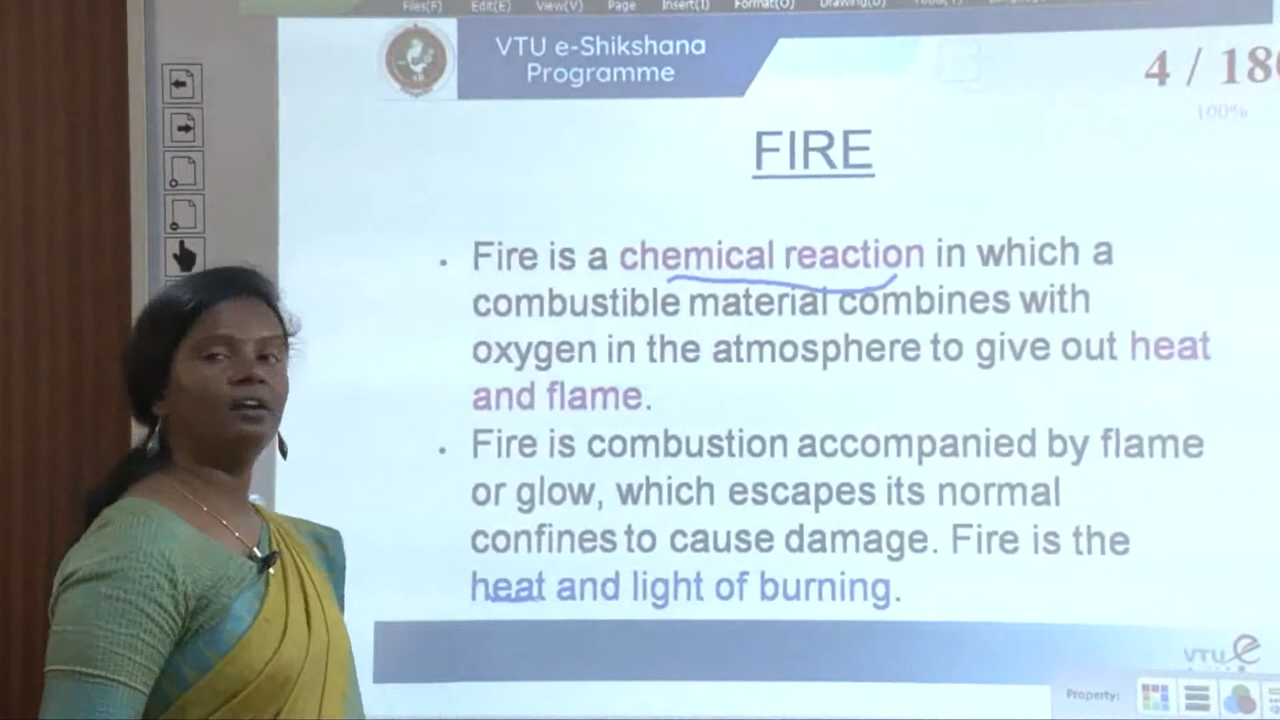 Files(F) Edit(E) View(V) Page Insert(I) Format(O) Drawing(D)
VTU e-Shikshana
Programme
4 / 18
100%
FIRE
• Fire is a chemical reaction in which a
combustible material combines with
oxygen in the atmosphere to give out heat
and flame.
• Fire is combustion accompanied by flame
or glow, which escapes its normal
confines to cause damage. Fire is the
heat and light of burning.
VTU e
Property: